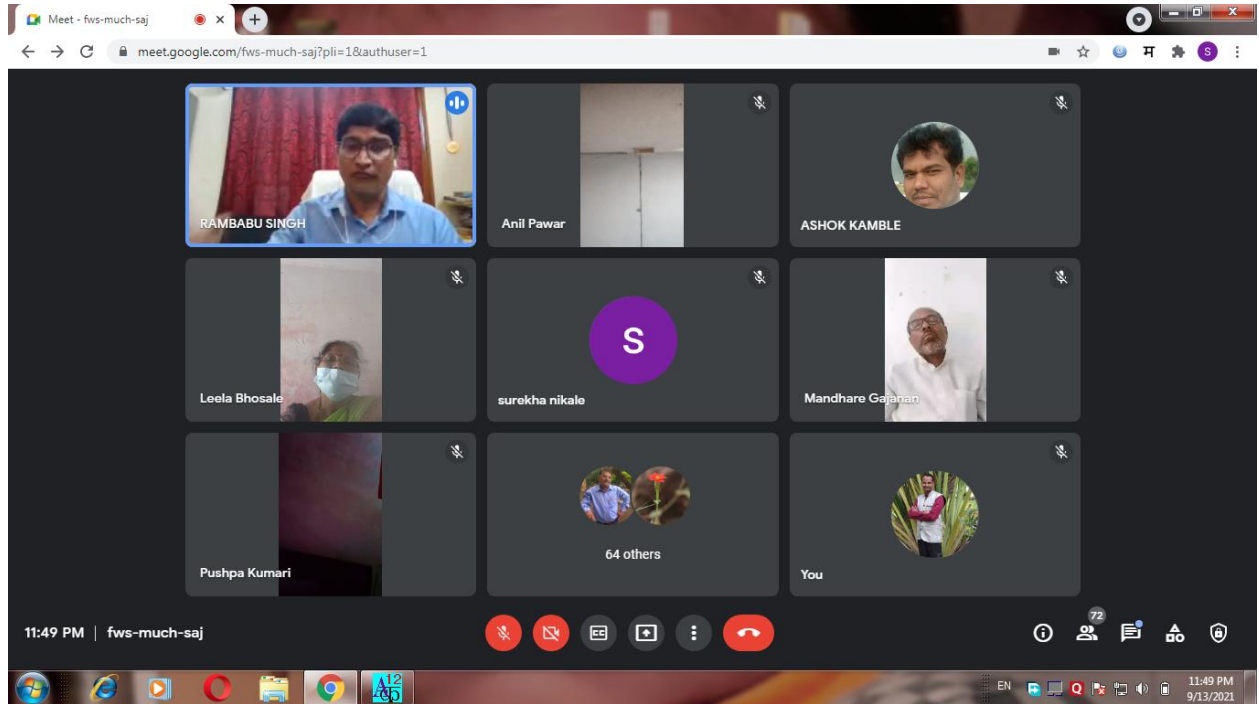 Meet - fws-much-saj
meet.google.com/fws-much-saj?pli=1&authuser=1
म
S
RAMBABU SINGH
Anil Pawar
ASHOK KAMBLE
Leela Bhosale
S
surekha nikale
Mandhare Gajanan
Pushpa Kumari
64 others
You
11:49 PM | fws-much-saj
CC
72
12
EN
Q
11:49 PM
9/13/2021